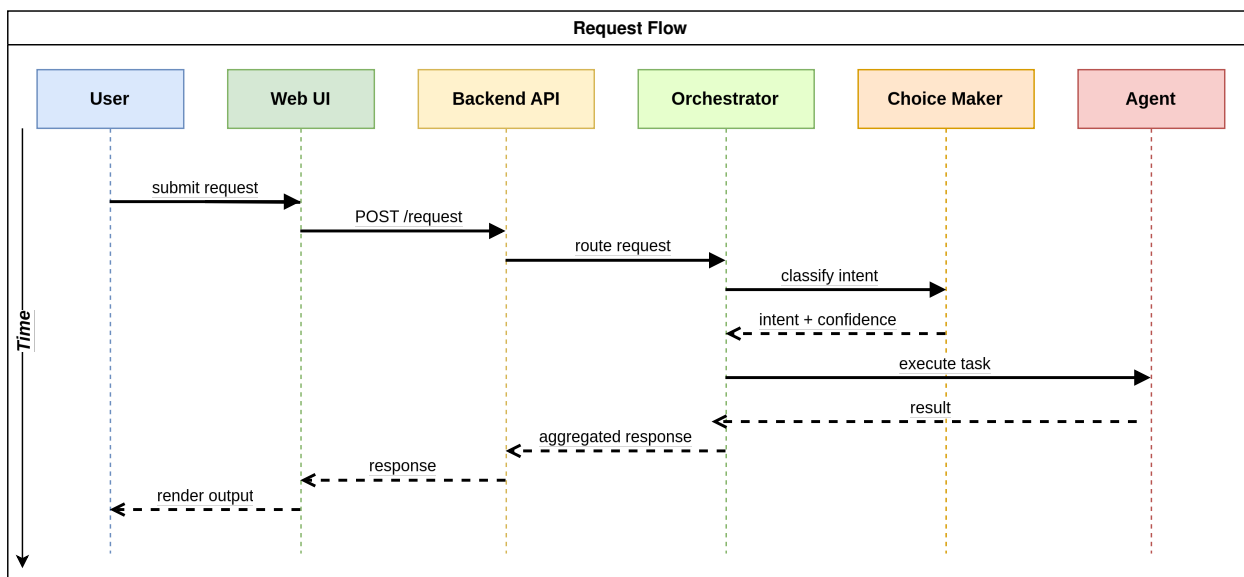 Request Flow
User
Web UI
Backend API
Orchestrator
Choice Maker
Agent
submit request
POST /request
route request
classify intent
intent + confidence
Time
execute task
result
aggregated response
response
render output